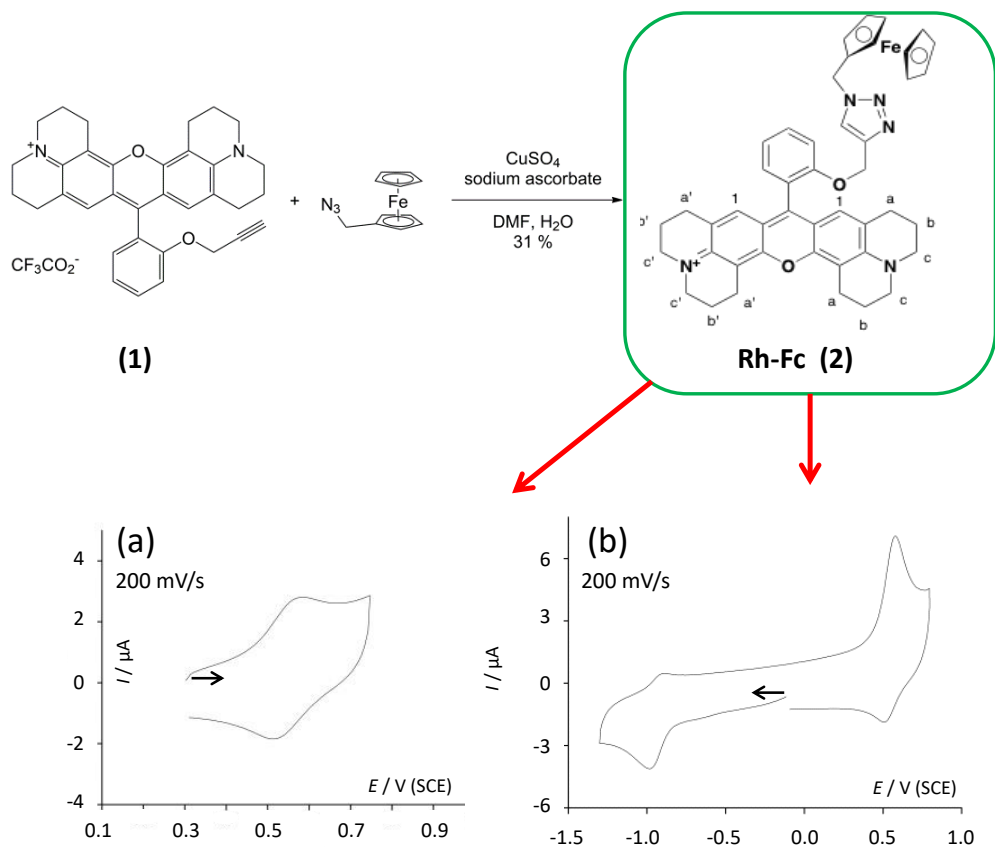 O
+
N
N
O
CF₃CO₂⁻
(1)
+
N₃
Fe
CuSO₄
sodium ascorbate
DMF, H₂O
31 %
Fe
N
N
N
O
a'
1
1
a
b'
b
c'
N⁺
O
N
c
c'
a'
a
c
b'
b
Rh-Fc (2)
(a)
200 mV/s
4
2
0
-2
-4
I / µA
E / V (SCE)
0.1
0.3
0.5
0.7
0.9
(b)
200 mV/s
6
3
0
-3
-6
I / µA
E / V (SCE)
-1.5
-1.0
-0.5
0.0
0.5
1.0